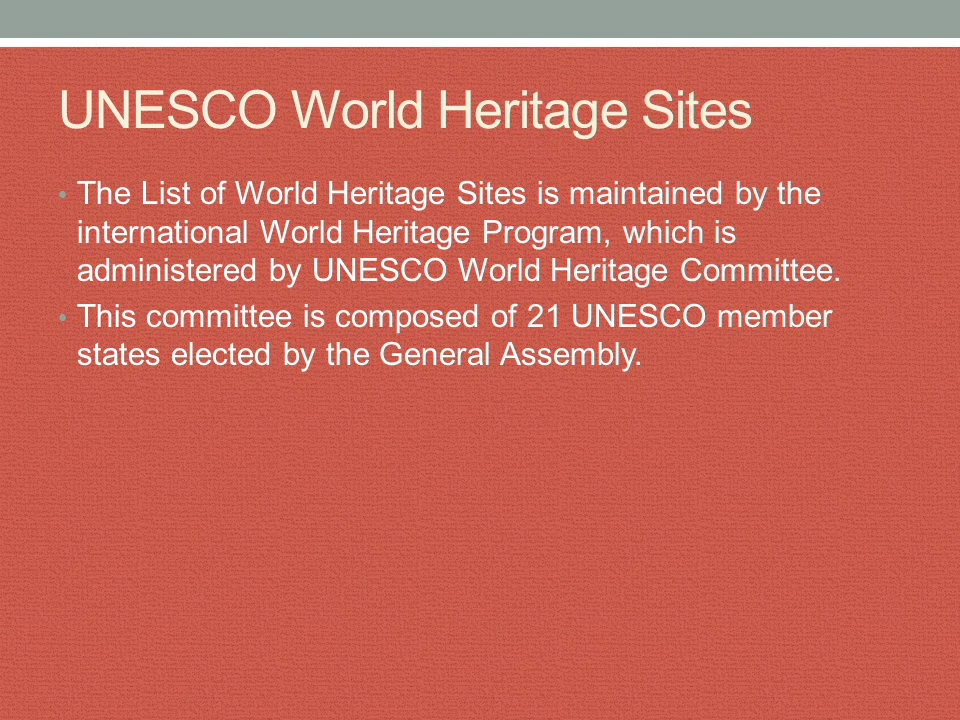 UNESCO World Heritage Sites
• The List of World Heritage Sites is maintained by the
international World Heritage Program, which is
administered by UNESCO World Heritage Committee.
• This committee is composed of 21 UNESCO member
states elected by the General Assembly.